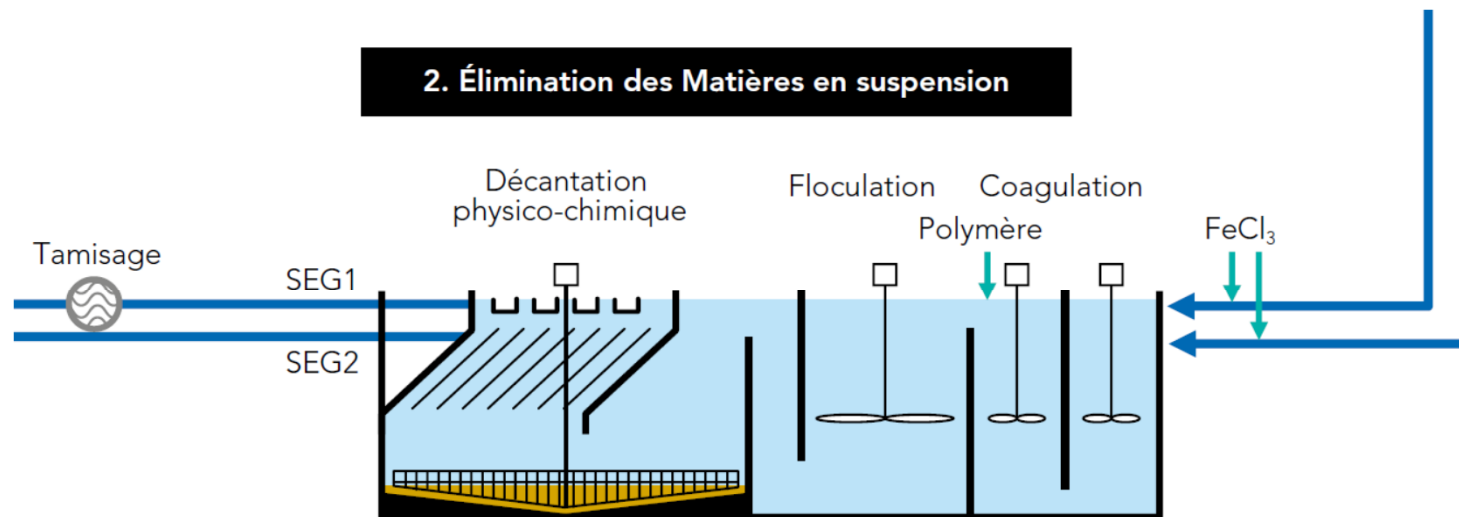 2. Élimination des Matières en suspension
Décantation
physico-chimique
Floculation
Coagulation
Polymère
FeCl₃
Tamisage
SEG1
SEG2